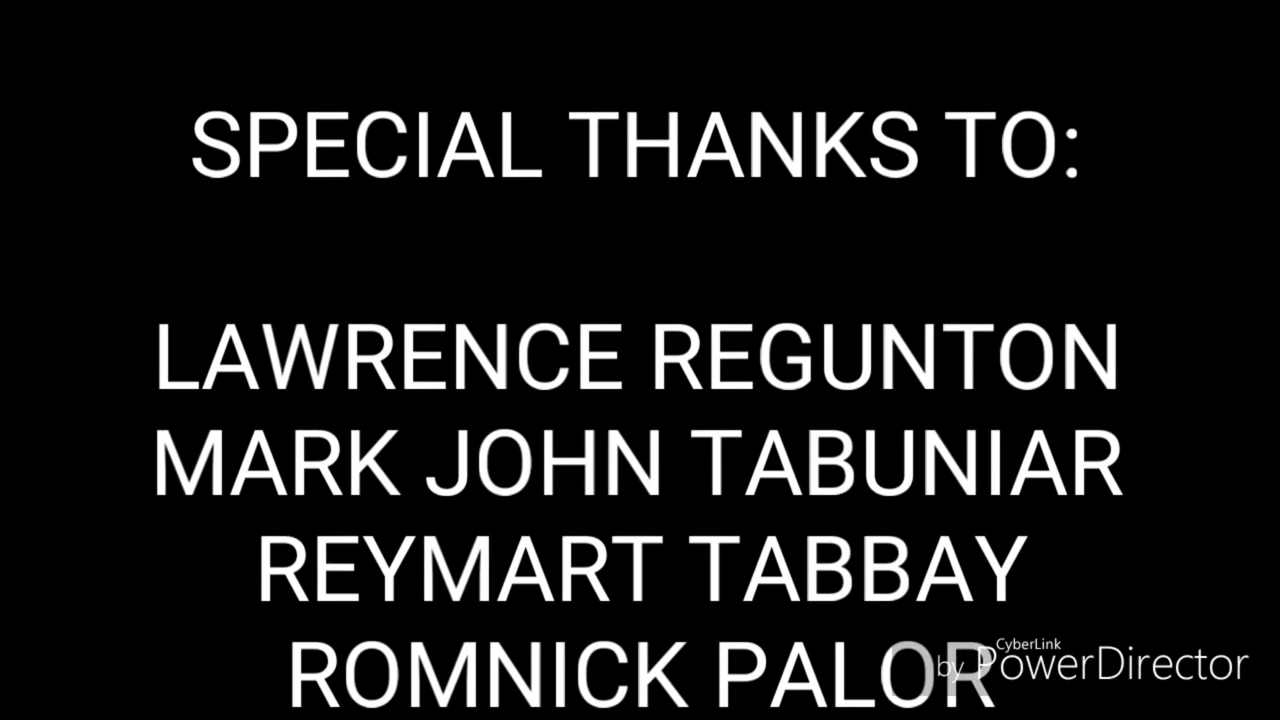 SPECIAL THANKS TO:
LAWRENCE REGUNTON
MARK JOHN TABUNIAR
REYMART TABBAY
ROMNICK PALOR
CyberLink
by PowerDirector